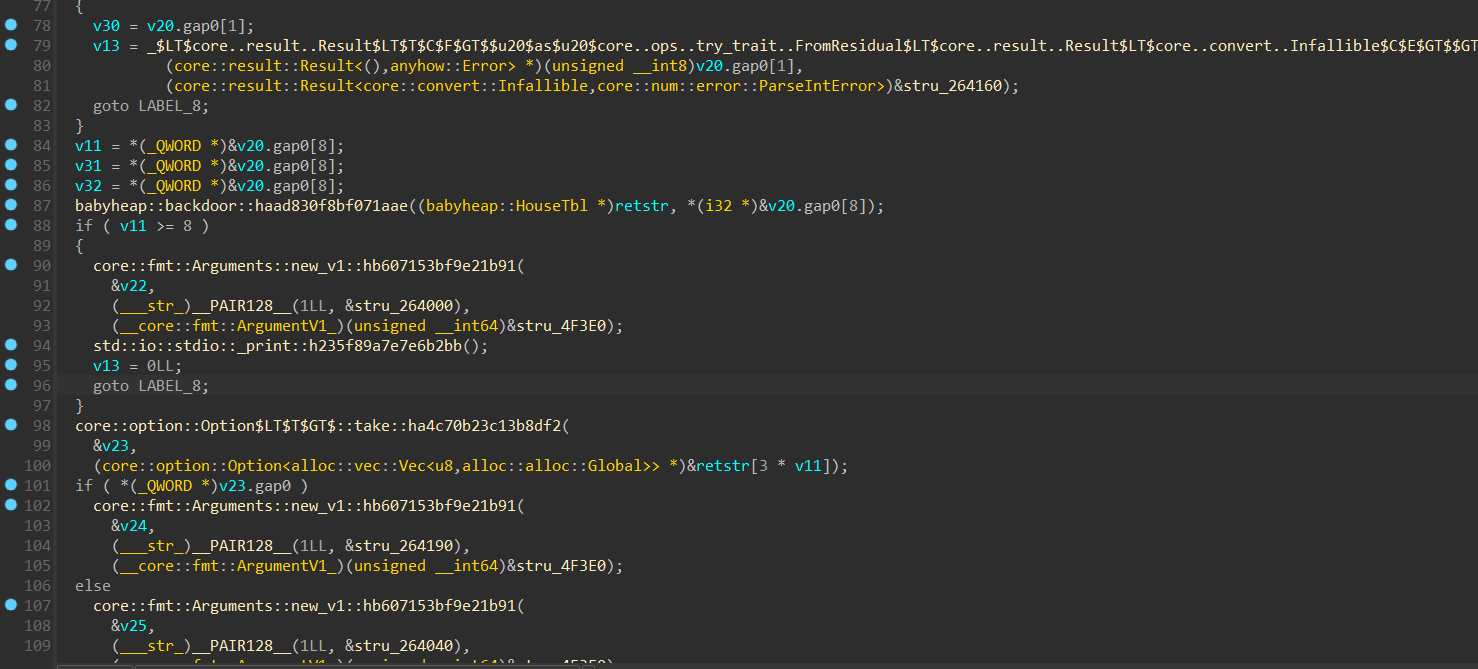 77 {
78 v30 = v20.gap0[1];
79 v13 = _$LT$core..result..Result$LT$T$C$F$GT$$u20$as$u20$core..ops..try_trait..FromResidual$LT$core..result..Result$LT$core..convert..Infallible$C$E$GT$$GT
80 (core::result::Result<(),anyhow::Error> *)(unsigned __int8)v20.gap0[1],
81 (core::result::Result<core::convert::Infallible,core::num::error::ParseIntError>)&stru_264160);
82 goto LABEL_8;
83 }
84 v11 = *(_QWORD *)&v20.gap0[8];
85 v31 = *(_QWORD *)&v20.gap0[8];
86 v32 = *(_QWORD *)&v20.gap0[8];
87 babyheap::backdoor::haad830f8bf071aae((babyheap::HouseTbl *)retstr, *(i32 *)&v20.gap0[8]);
88 if ( v11 >= 8 )
89 {
90 core::fmt::Arguments::new_v1::hb607153bf9e21b91(
91 &v22,
92 (___str_)__PAIR128__(1LL, &stru_264000),
93 (__core::fmt::ArgumentV1_)(unsigned __int64)&stru_4F3E0);
94 std::io::stdio::_print::h235f89a7e7e6b2bb();
95 v13 = 0LL;
96 goto LABEL_8;
97 }
98 core::option::Option$LT$T$GT$::take::ha4c70b23c13b8df2(
99 &v23,
100 (core::option::Option<alloc::vec::Vec<u8,alloc::alloc::Global>> *)&retstr[3 * v11]);
101 if ( *(_QWORD *)v23.gap0 )
102 core::fmt::Arguments::new_v1::hb607153bf9e21b91(
103 &v24,
104 (___str_)__PAIR128__(1LL, &stru_264190),
105 (__core::fmt::ArgumentV1_)(unsigned __int64)&stru_4F3E0);
106 else
107 core::fmt::Arguments::new_v1::hb607153bf9e21b91(
108 &v25,
109 (___str_)__PAIR128__(1LL, &stru_264040),